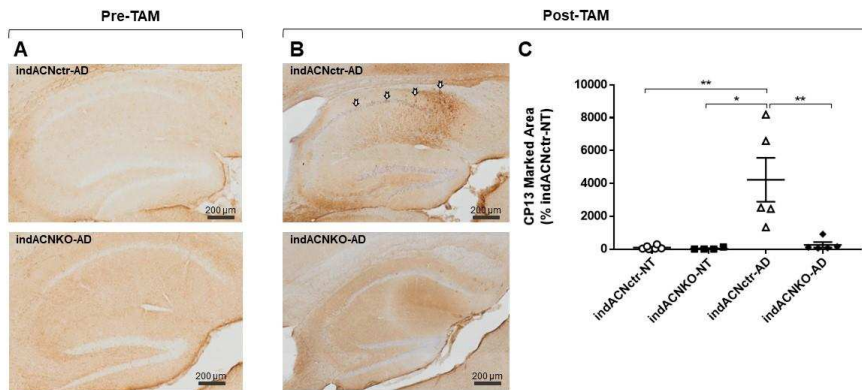 Pre-TAM
Post-TAM
A
indACNctr-AD
200 µm
indACNKO-AD
200 µm
B
indACNctr-AD
200 µm
indACNKO-AD
200 µm
C
CP13 Marked Area
(% indACNctr-NT)
10000
8000
6000
4000
2000
0
**
*
**
indACNctr-NT
indACNKO-NT
indACNctr-AD
indACNKO-AD